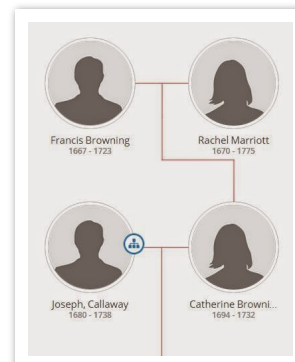 Francis Browning
1667 - 1723
Rachel Marriott
1670 - 1775
Joseph, Callaway
1680 - 1738
Catherine Browni...
1694 - 1732